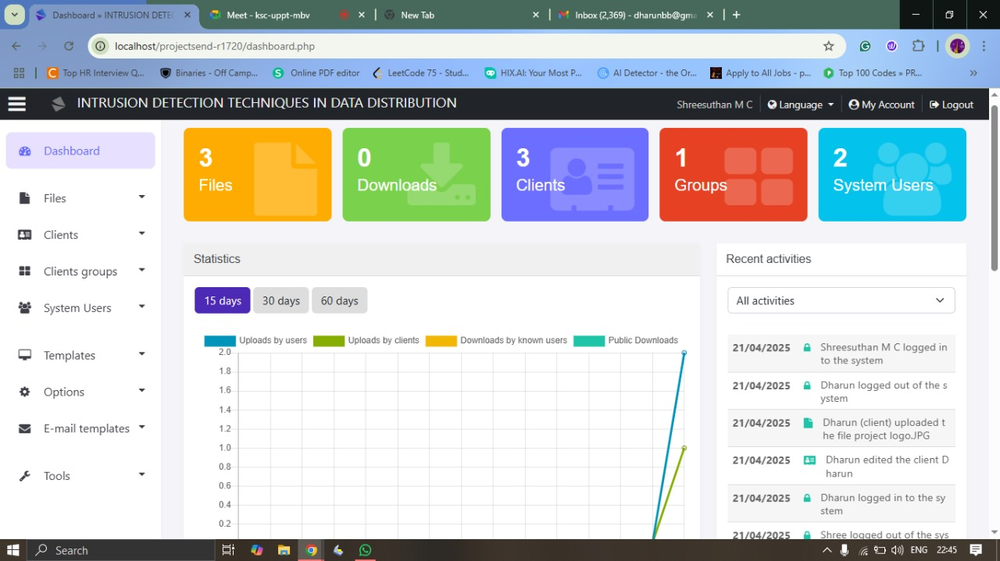 Dashboard » INTRUSION DETE
Meet - ksc-uppt-mbv
New Tab
Inbox (2,369) - dharunbb@gma
localhost/projectsend-r1720/dashboard.php
Top HR Interview Q...
Binaries - Off Camp...
Online PDF editor
LeetCode 75 - Stud...
HIX.AI: Your Most P...
AI Detector - the Or...
Apply to All Jobs - p...
Top 100 Codes » PR...
INTRUSION DETECTION TECHNIQUES IN DATA DISTRIBUTION
Shreesuthan M C
Language
My Account
Logout
Dashboard
Files
Clients
Clients groups
System Users
Templates
Options
E-mail templates
Tools
3
Files
0
Downloads
3
Clients
1
Groups
2
System Users
Statistics
15 days
30 days
60 days
Uploads by users
Uploads by clients
Downloads by known users
Public Downloads
2.0
1.8
1.6
1.4
1.2
1.0
0.8
0.6
0.4
0.2
Recent activities
All activities
21/04/2025 Shreesuthan M C logged in
to the system
21/04/2025 Dharun logged out of the s
ystem
21/04/2025 Dharun (client) uploaded t
he file project logo.JPG
21/04/2025 Dharun edited the client D
harun
21/04/2025 Dharun logged in to the sy
stem
21/04/2025 Shree logged out of the sys
Search
ENG
22:45